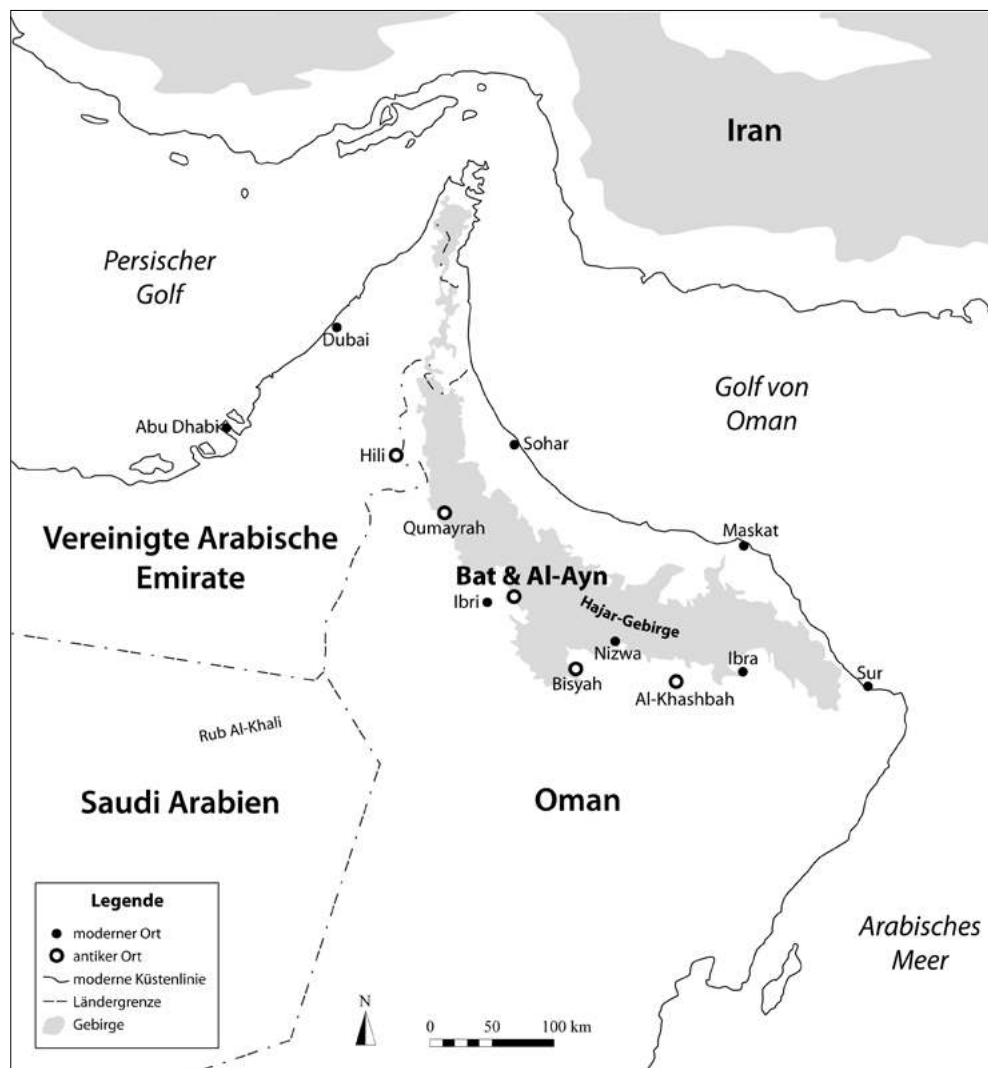 Iran
Persischer
Golf
Dubai
Golf von
Oman
Abu Dhabi
Sohar
Hili
Qumayrah
Vereinigte Arabische
Emirate
Maskat
Bat & Al-Ayn
Ibri
Hajar-Gebirge
Nizwa
Ibra
Sur
Bisyah
Al-Khashbah
Rub Al-Khali
Saudi Arabien
Oman
Legende
moderner Ort
antiker Ort
moderne Küstenlinie
Ländergrenze
Gebirge
Arabisches
Meer
N
0 50 100 km